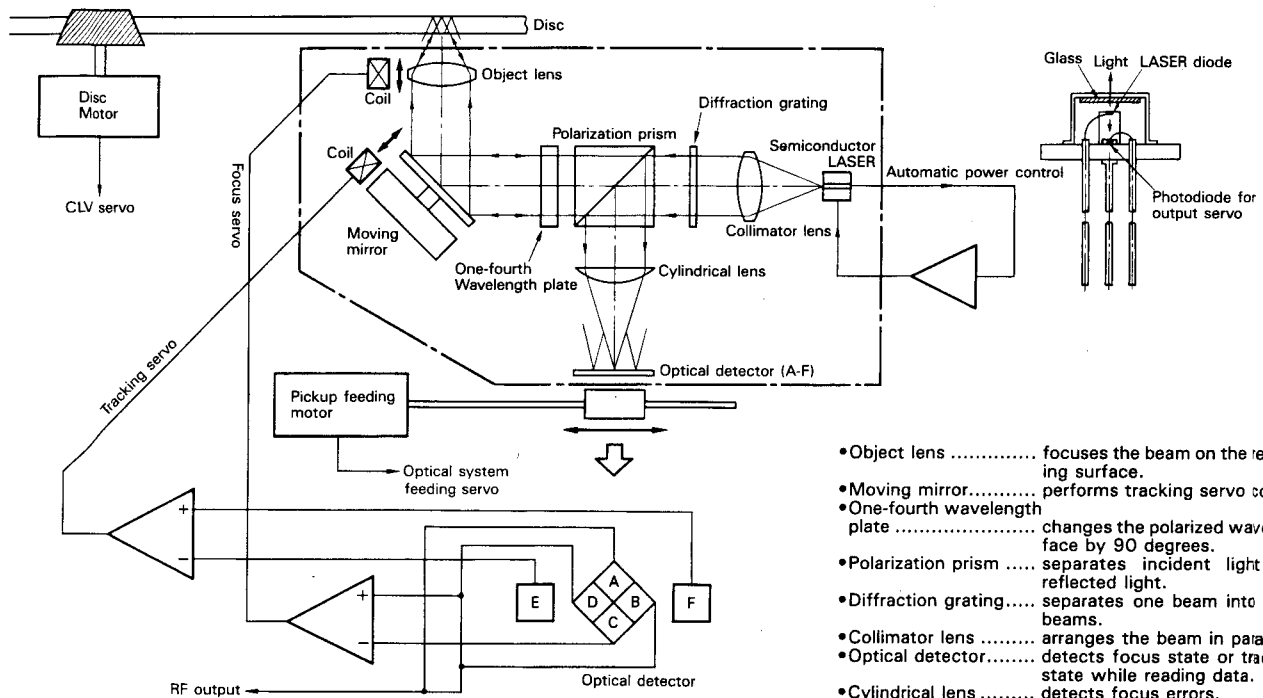 Disc
Disc
Motor
CLV servo
Coil
Object lens
Coil
Moving
mirror
One-fourth
Wavelength
plate
Polarization prism
Diffraction grating
Semiconductor
LASER
Collimator lens
Automatic power control
Cylindrical lens
Optical detector (A-F)
Glass
Light
LASER diode
Photodiode for
output servo
Focus servo
Tracking servo
Pickup feeding
motor
Optical system
feeding servo
+
−
+
−
E
A
D
B
C
F
RF output
Optical detector
•Object lens .............. focuses the beam on the
ing surface.
•Moving mirror........... performs tracking servo
•One-fourth wavelength
plate ...................... changes the polarized
face by 90 degrees.
•Polarization prism ..... separates incident light
reflected light.
•Diffraction grating..... separates one beam into
beams.
•Collimator lens ......... arranges the beam in
•Optical detector........ detects focus state or
state while reading data.
•Cylindrical lens ......... detects focus errors.